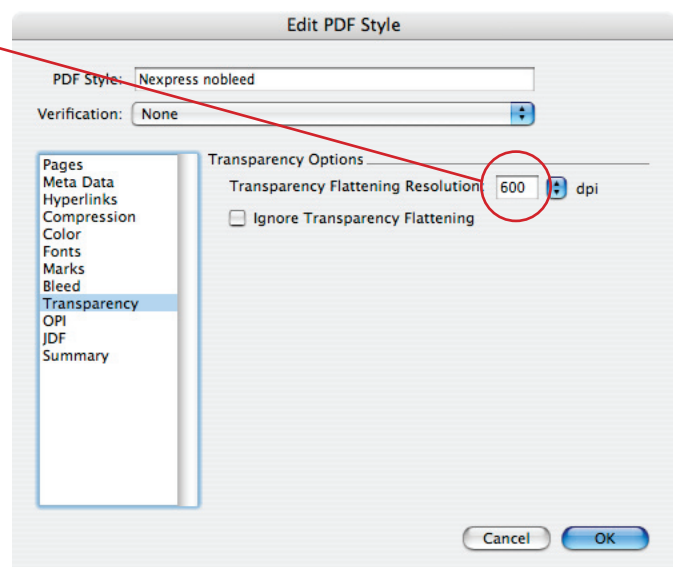 Edit PDF Style
PDF Style: Nexpress nobleed
Verification: None
Pages
Meta Data
Hyperlinks
Compression
Color
Fonts
Marks
Bleed
Transparency
OPI
JDF
Summary
Transparency Options
Transparency Flattening Resolution: 600 dpi
Ignore Transparency Flattening
Cancel OK